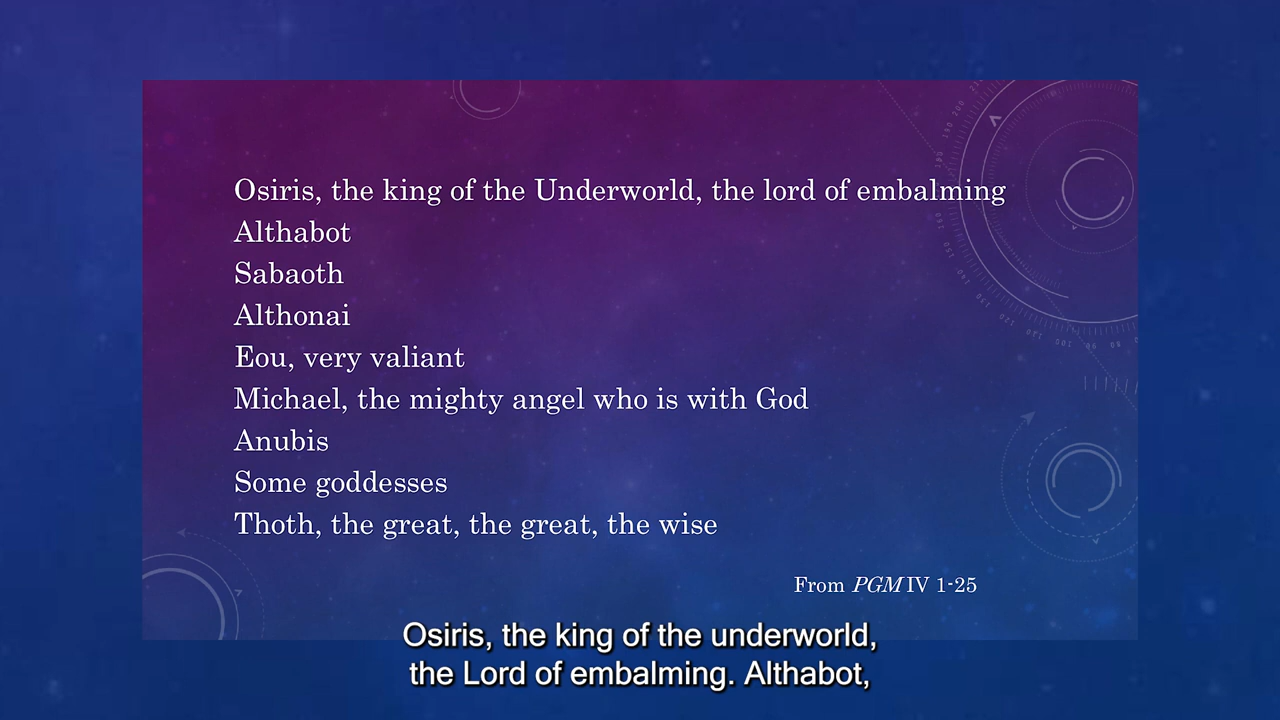 Osiris, the king of the Underworld, the lord of embalming
Althabot
Sabaoth
Althonai
Eou, very valiant
Michael, the mighty angel who is with God
Anubis
Some goddesses
Thoth, the great, the great, the wise
From PGM IV 1-25
Osiris, the king of the underworld,
the Lord of embalming. Althabot,